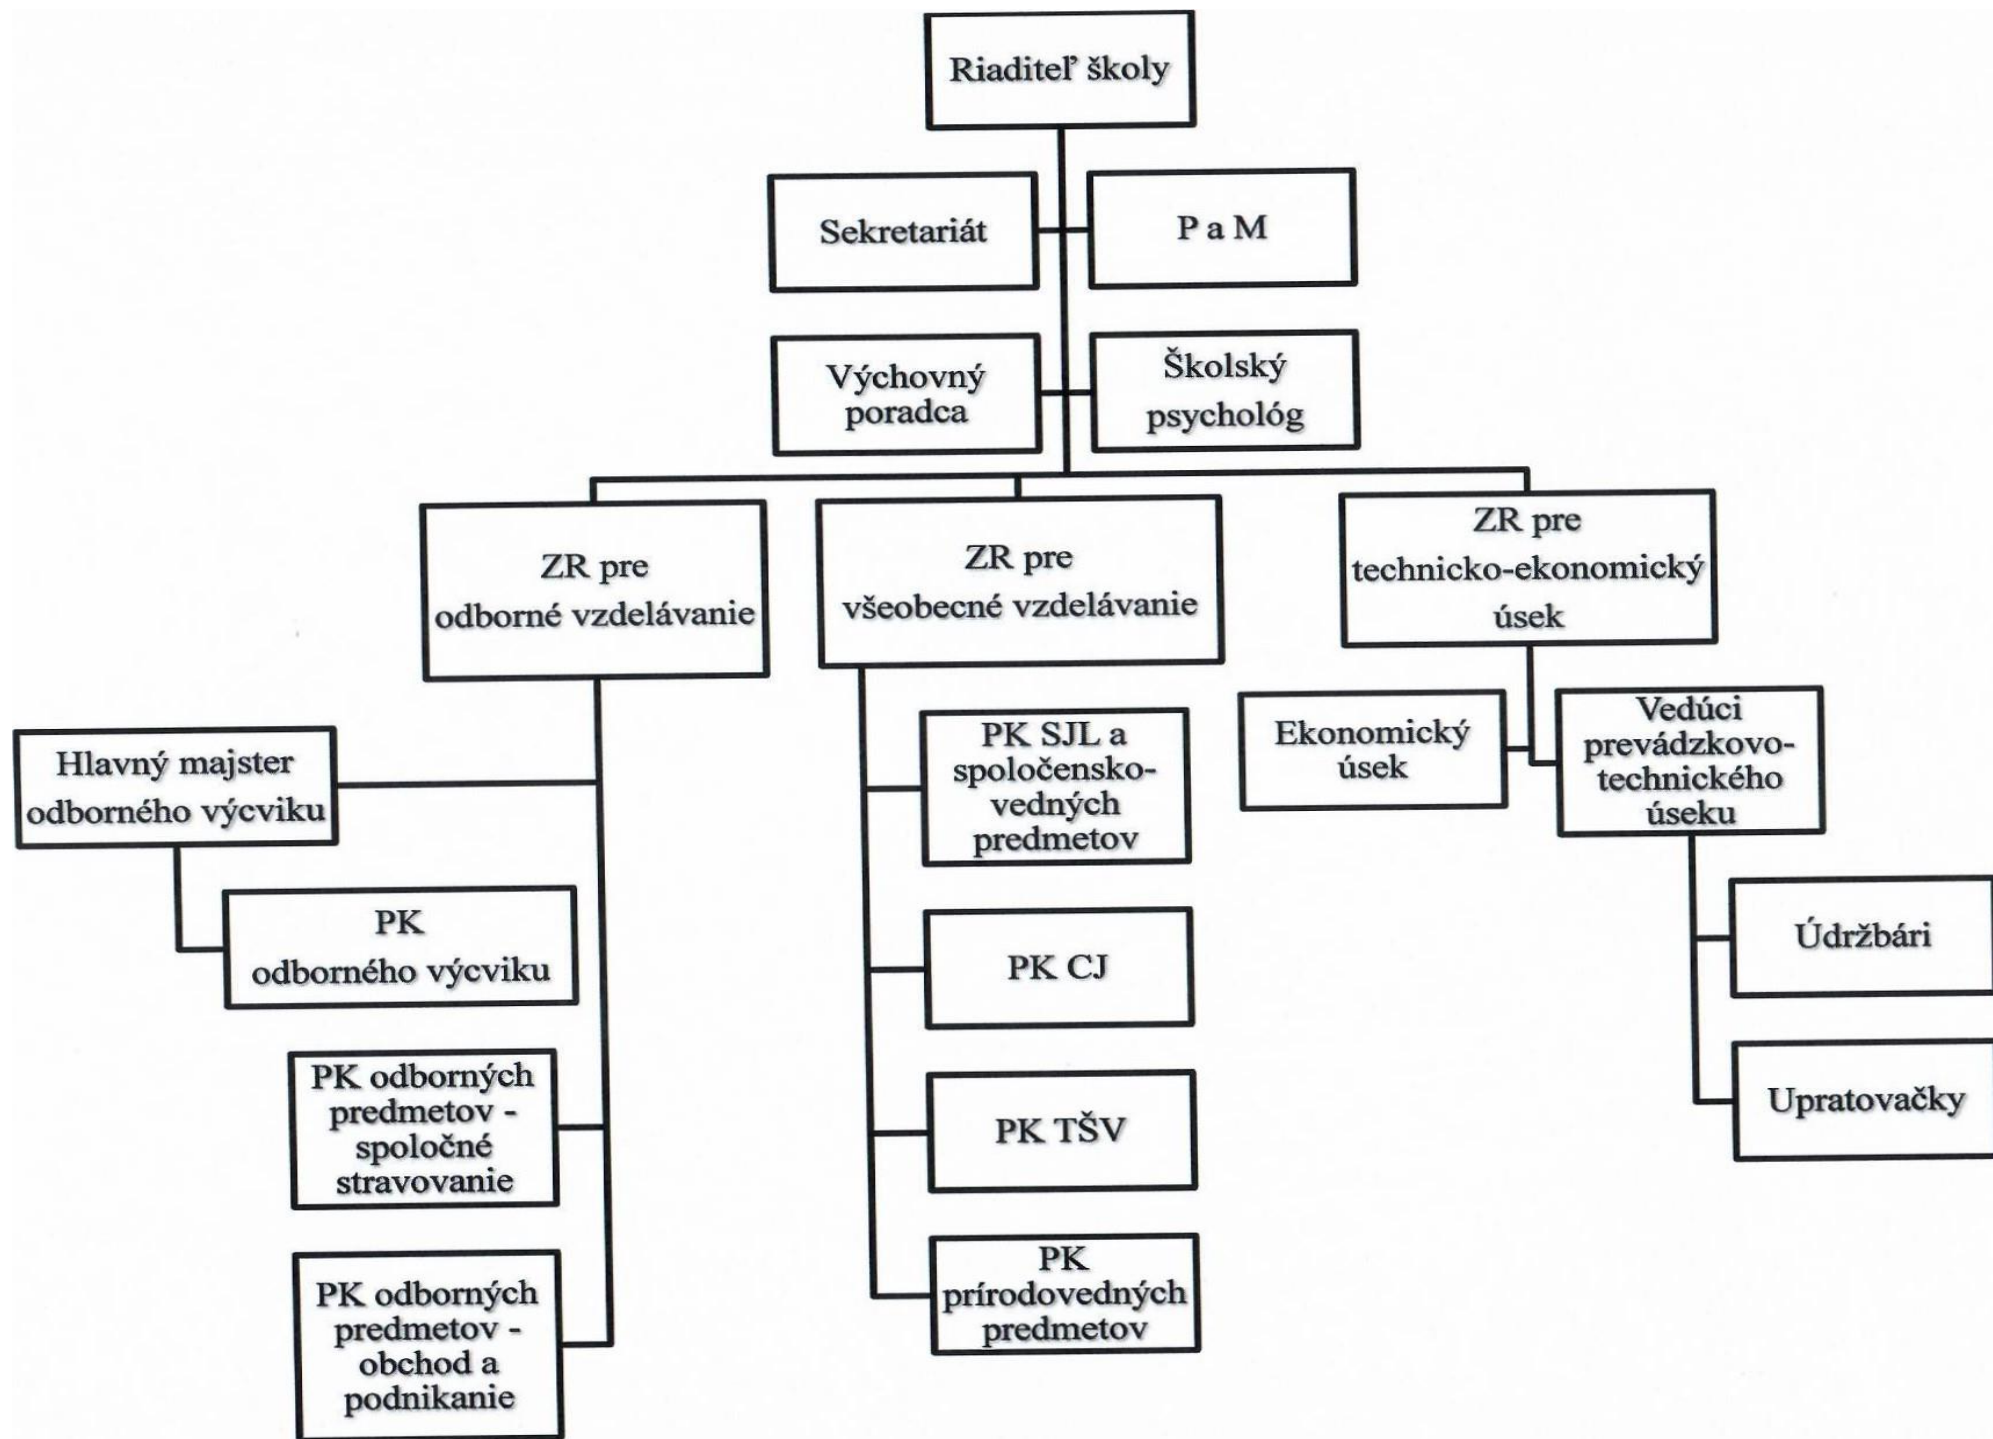 Riaditeľ školy
Sekretariát
P a M
Výchovný
poradca
Školský
psychológ
ZR pre
odborné vzdelávanie
ZR pre
všeobecné vzdelávanie
ZR pre
technicko-ekonomický
úsek
Hlavný majster
odborného výcviku
PK
odborného výcviku
PK odborných
predmetov -
spoločné
stravovanie
PK odborných
predmetov -
obchod a
podnikanie
PK SJL a
spoločensko-
vedných
predmetov
PK CJ
PK TŠV
PK
prírodovedných
predmetov
Ekonomický
úsek
Vedúci
prevádzkovo-
technického
úseku
Údržbári
Upratovačky